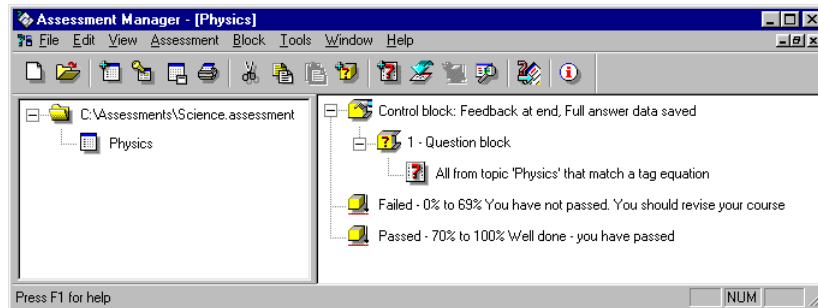 Assessment Manager - [Physics]
File Edit View Assessment Block Tools Window Help
C:\Assessments\Science.assessment
Physics
Control block: Feedback at end, Full answer data saved
1 - Question block
All from topic 'Physics' that match a tag equation
Failed - 0% to 69% You have not passed. You should revise your course
Passed - 70% to 100% Well done - you have passed
Press F1 for help
NUM